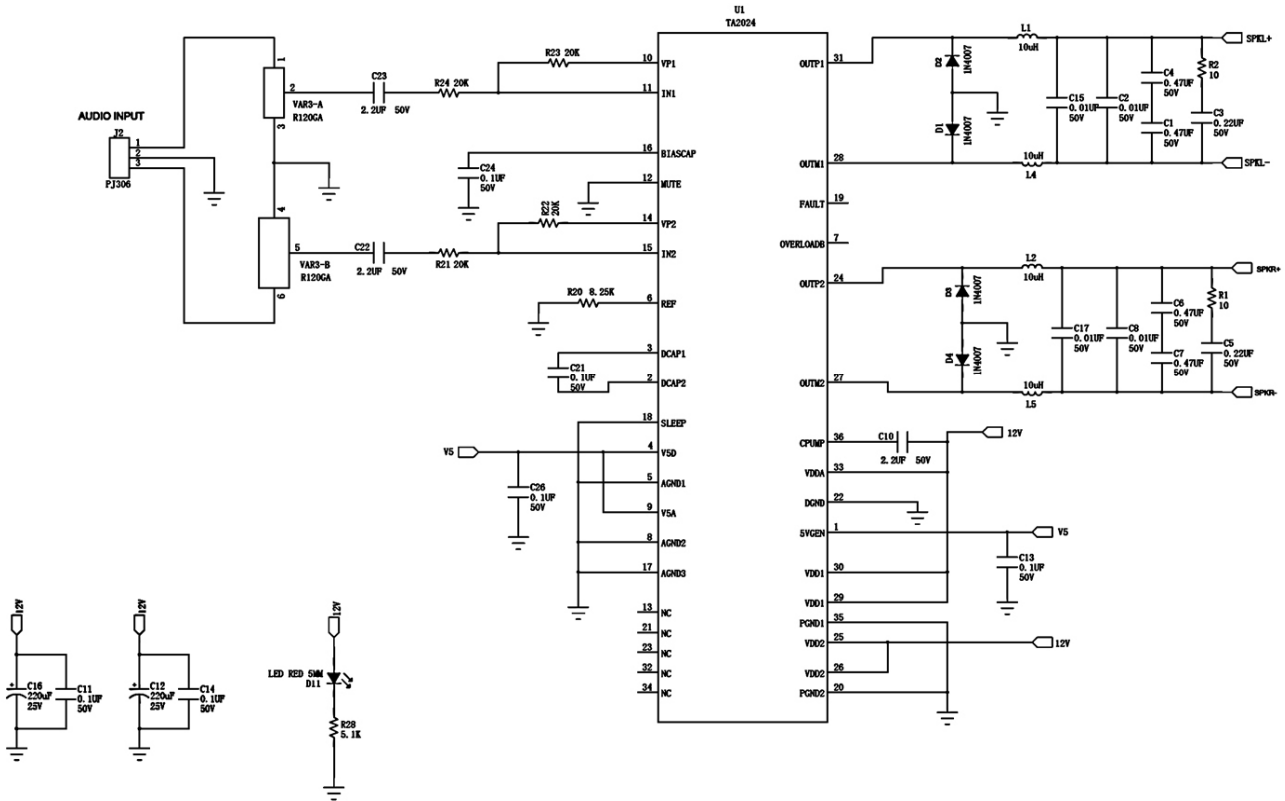 U1
TA2024
AUDIO INPUT
J2
1
2
3
PJ306
1
2
3
VAR3-A
R120GA
4
5
6
VAR3-B
R120GA
C23
2.2UF 50V
R24 20K
R23 20K
C24
0.1UF
50V
C22
2.2UF 50V
R21 20K
R22
20K
R20 8.25K
C21
0.1UF
50V
V5
C26
0.1UF
50V
10 VP1
11 IN1
16 BIASCAP
12 MUTE
14 VP2
15 IN2
6 REF
3 DCAP1
2 DCAP2
18 SLEEP
4 V5D
5 AGND1
9 V5A
8 AGND2
17 AGND3
13 NC
21 NC
23 NC
32 NC
34 NC
OUTP1 31
OUTM1 28
FAULT 19
OVERLOADB 7
OUTP2 24
OUTM2 27
CPUMP 36
VDDA 33
DGND 22
5VGEN 1
VDD1 30
VDD1 29
PGND1 35
VDD2 25
VDD2 26
PGND2 20
D2
1N4007
D1
1N4007
L1
10uH
10uH
L4
C15
0.01UF
50V
C2
0.01UF
50V
C4
0.47UF
50V
C1
0.47UF
50V
R2
10
C3
0.22UF
50V
SPKL+
SPKL-
D3
1N4007
D4
1N4007
L2
10uH
10uH
L5
C17
0.01UF
50V
C8
0.01UF
50V
C6
0.47UF
50V
C7
0.47UF
50V
R1
10
C5
0.22UF
50V
SPKR+
SPKR-
C10
2.2UF 50V
12V
V5
C13
0.1UF
50V
12V
12V
C16
220uF
25V
C11
0.1UF
50V
12V
C12
220uF
25V
C14
0.1UF
50V
12V
LED RED 5MM
D11
R28
5.1K